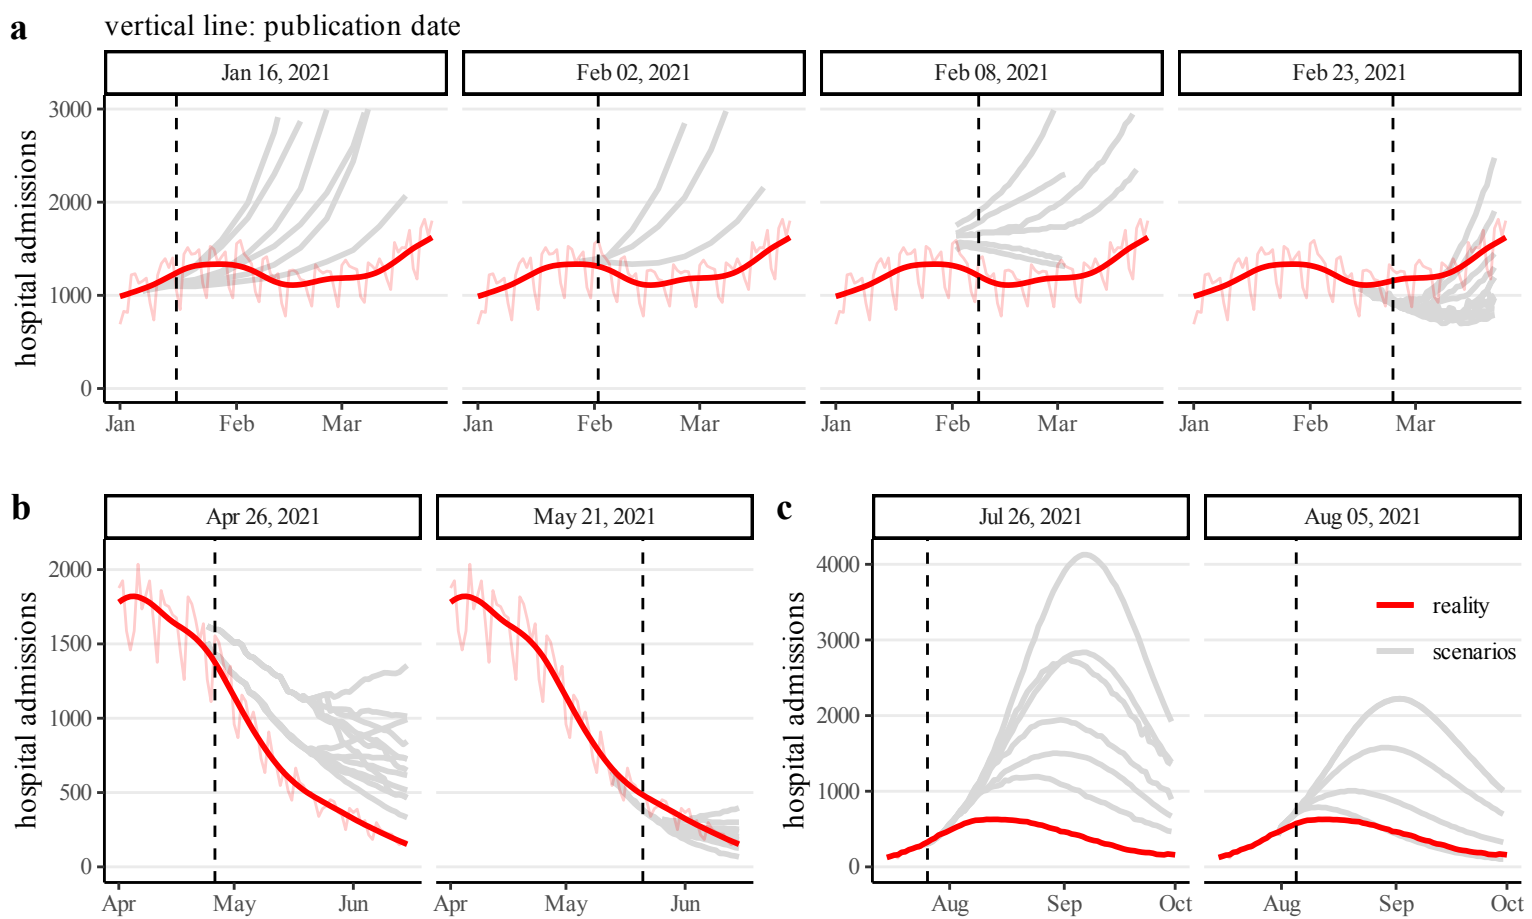 a
vertical line: publication date
Jan 16, 2021
Feb 02, 2021
Feb 08, 2021
Feb 23, 2021
hospital admissions
3000
2000
1000
0
Jan
Feb
Mar
Jan
Feb
Mar
Jan
Feb
Mar
Jan
Feb
Mar
b
Apr 26, 2021
May 21, 2021
hospital admissions
2000
1500
1000
500
0
Apr
May
Jun
Apr
May
Jun
c
Jul 26, 2021
Aug 05, 2021
hospital admissions
4000
3000
2000
1000
0
reality
scenarios
Aug
Sep
Oct
Aug
Sep
Oct